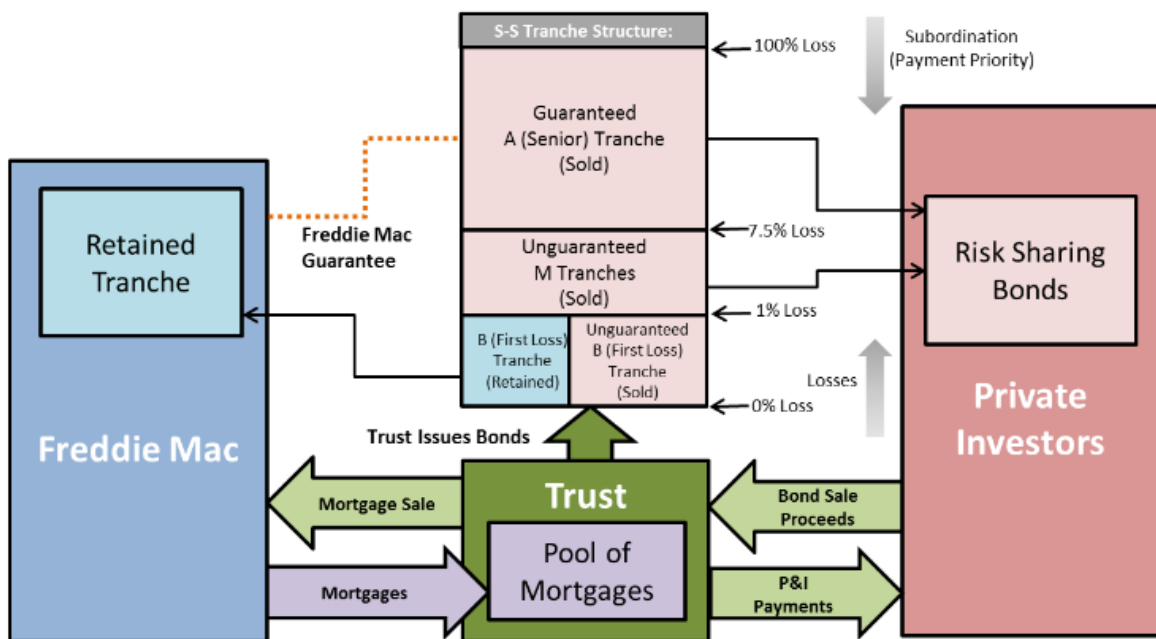 S-S Tranche Structure:
100% Loss
Subordination
(Payment Priority)
Guaranteed
A (Senior) Tranche
(Sold)
Retained
Tranche
Freddie Mac
Guarantee
7.5% Loss
Unguaranteed
M Tranches
(Sold)
Risk Sharing
Bonds
1% Loss
B (First Loss)
Tranche
(Retained)
Unguaranteed
B (First Loss)
Tranche
(Sold)
Losses
0% Loss
Freddie Mac
Private
Investors
Trust Issues Bonds
Trust
Mortgage Sale
Bond Sale
Proceeds
Pool of
Mortgages
Mortgages
P&I
Payments